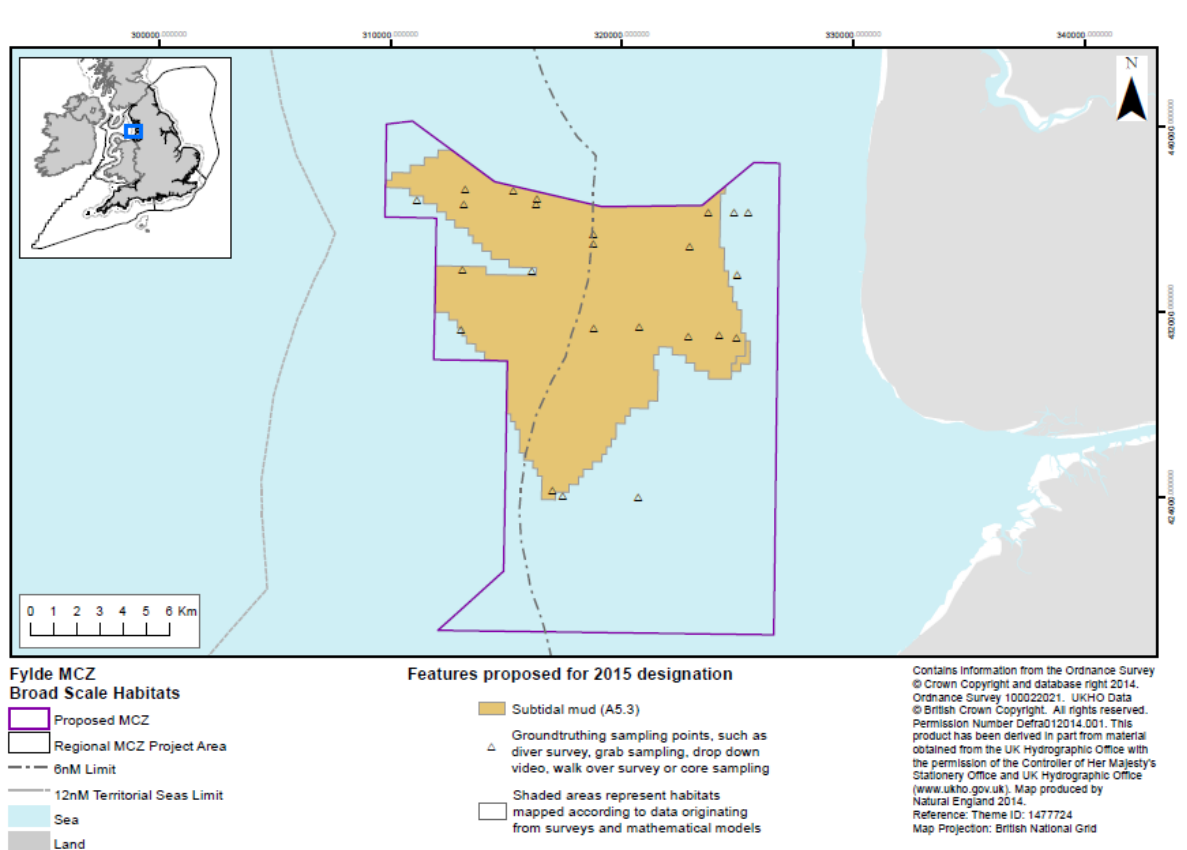 300000.000000
310000.000000
320000.000000
330000.000000
340000.000000
N
440000.000000
432000.000000
424000.000000
0 1 2 3 4 5 6 Km
Fylde MCZ
Broad Scale Habitats
Proposed MCZ
Regional MCZ Project Area
6nM Limit
12nM Territorial Seas Limit
Sea
Land
Features proposed for 2015 designation
Subtidal mud (A5.3)
Groundtruthing sampling points, such as
diver survey, grab sampling, drop down
video, walk over survey or core sampling
Shaded areas represent habitats
mapped according to data originating
from surveys and mathematical models
Contains information from the Ordnance Survey
© Crown Copyright and database right 2014.
Ordnance Survey 100022021. UKHO Data
© British Crown Copyright. All rights reserved.
Permission Number Defra012014.001. This
product has been derived in part from material
obtained from the UK Hydrographic Office with
the permission of the Controller of Her Majesty's
Stationery Office and UK Hydrographic Office
(www.ukho.gov.uk). Map produced by
Natural England 2014.
Reference: Theme ID: 1477724
Map Projection: British National Grid